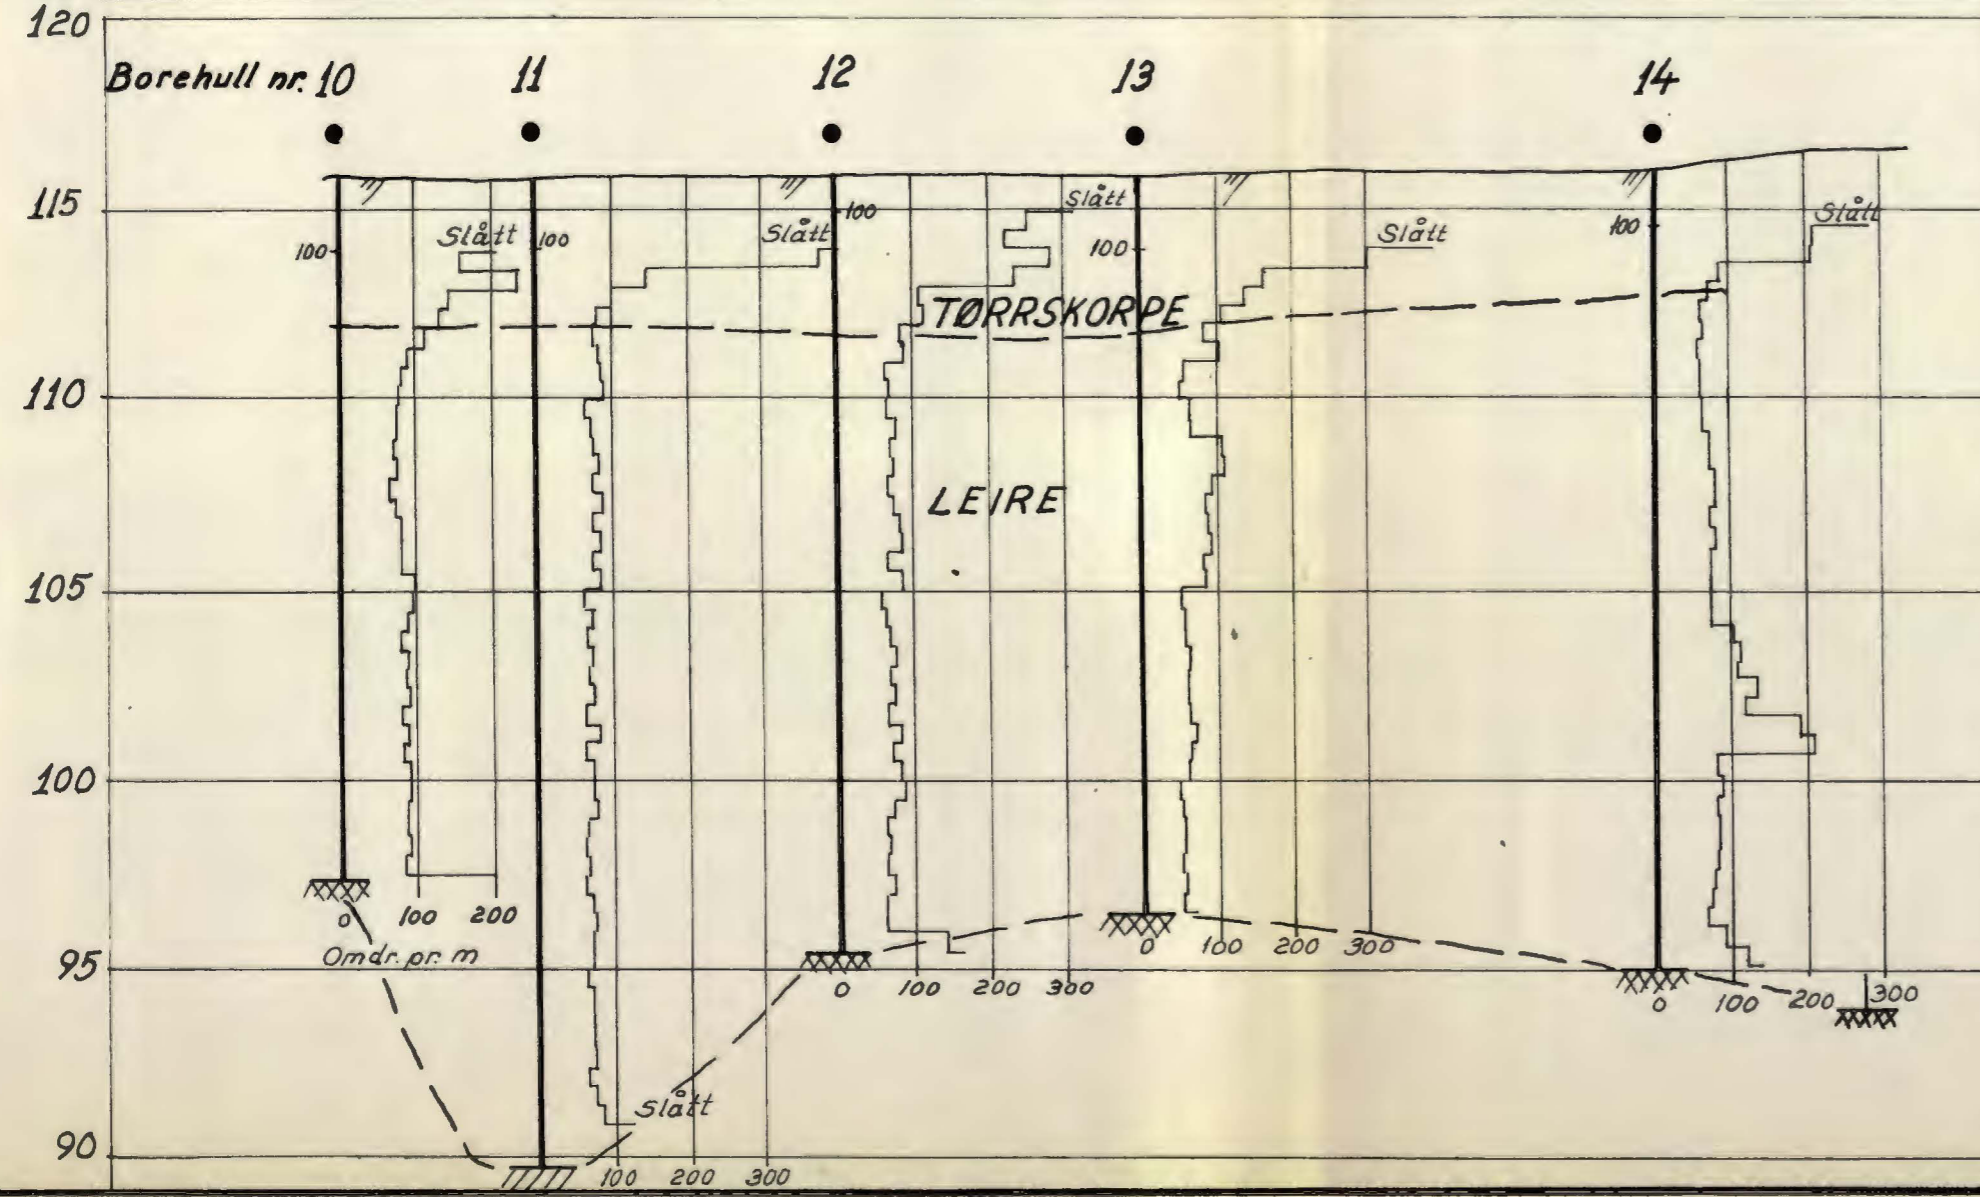 120
Borehull nr. 10 11 12 13 14
115
100 Slått 100 Slått 100 Slått 100 Slått 100 Slått
TØRRSKORPE
110
LEIRE
105
100
0 100 200
Omdr. pr. m
0 100 200 300
95
0 100 200 300
0 100 200 300
Slått
90
100 200 300